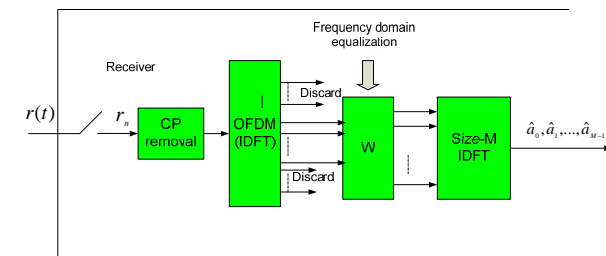 Frequency domain
equalization
Receiver
r(t)
r_n
CP
removal
I
OFDM
(IDFT)
Discard
Discard
W
Size-M
IDFT
â_0, â_1, ..., â_{M-1}